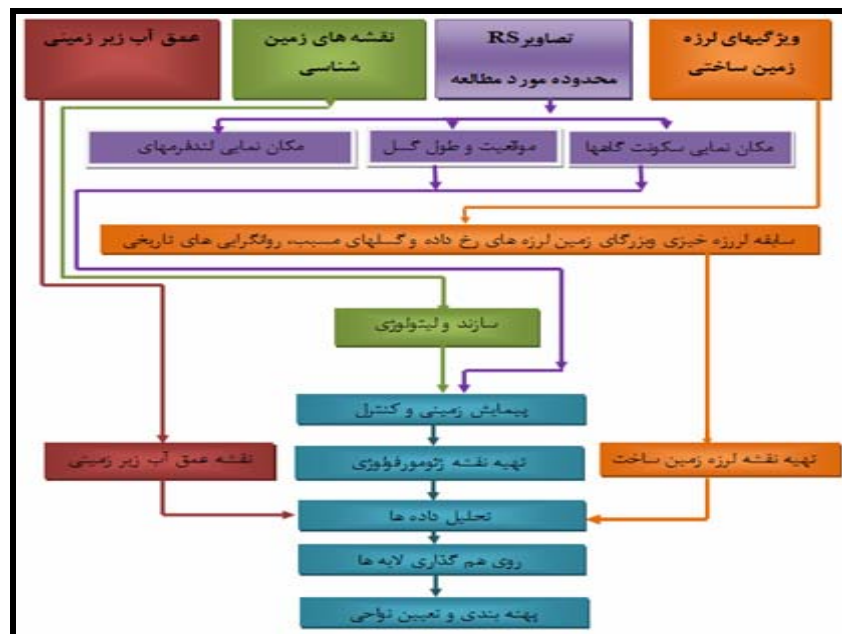 ویژگیهای لرزه
زمین ساختی
تصاویر RS
محدوده مورد مطالعه
نقشه های زمین
شناسی
عمق آب زیر زمینی
مکان نمایی سکونت گاهها
موقعیت و طول گسل
مکان نمایی لندفرمهای
سابقه لررزه خیزی ویزرگای زمین لرزه های رخ داده و گسلهای مسبب، روانگرایی های تاریخی
سازند و لیتولوژی
پیمایش زمینی و کنترل
تهیه نقشه لرزه زمین ساخت
تهیه نقشه ژئومورفولوژی
نقشه عمق آب زیر زمینی
تحلیل داده ها
روی هم گذاری لایه ها
پهنه بندی و تعیین نواحی